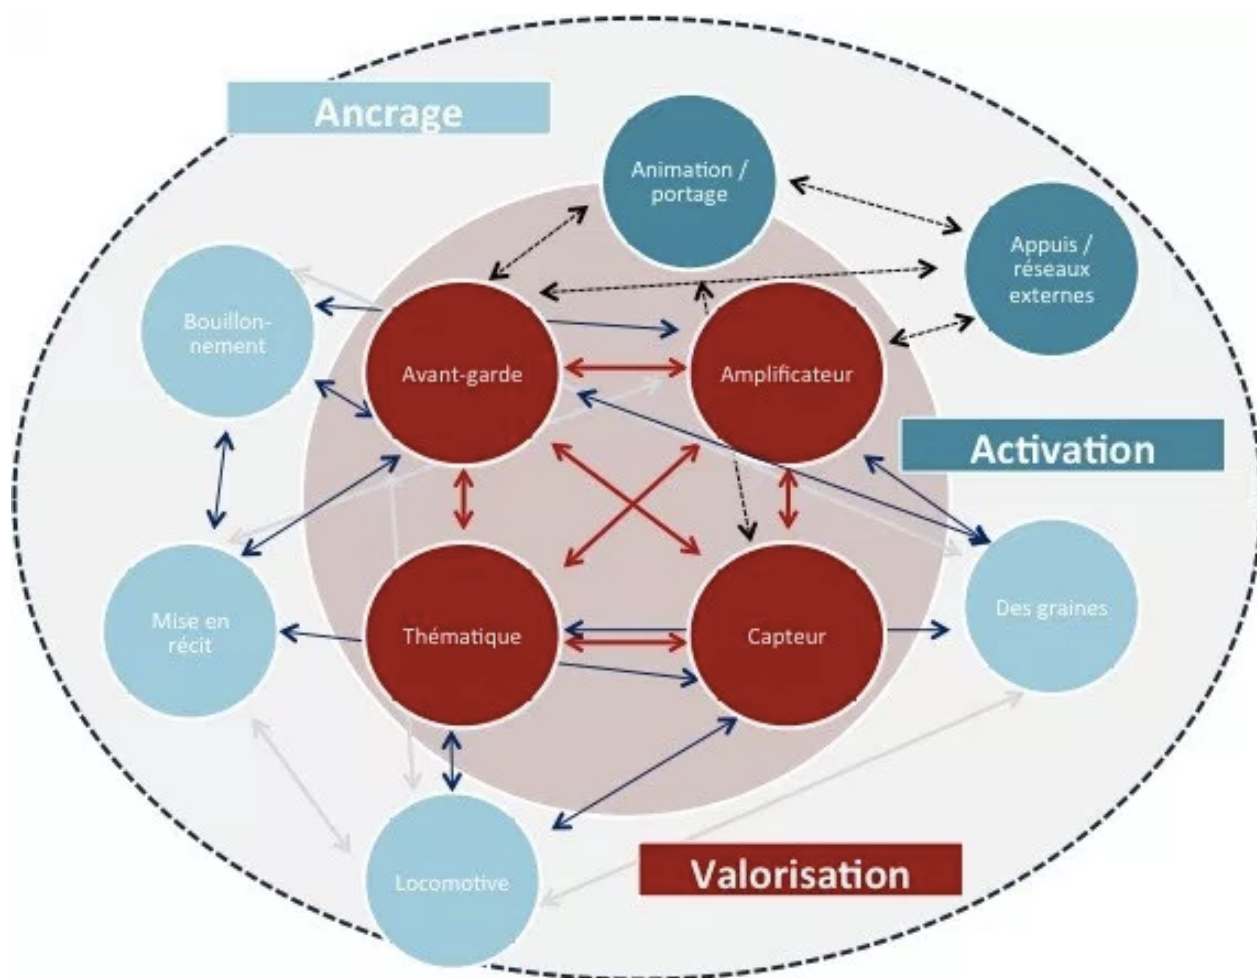 Ancrage
Animation /
portage
Appuis /
réseaux
externes
Bouillon-
nement
Avant-garde
Amplificateur
Activation
Mise en
récit
Thématique
Capteur
Des graines
Valorisation
Locomotive